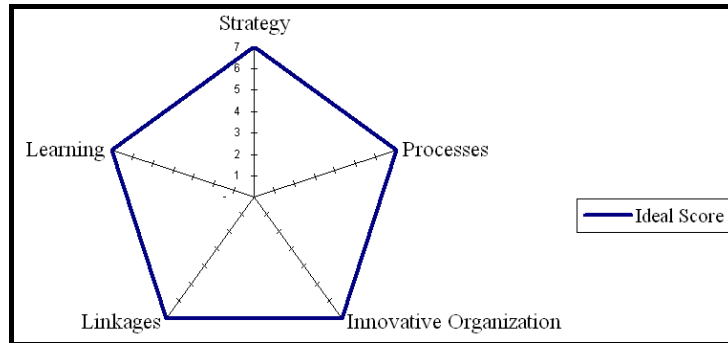 Strategy
7
6
5
4
3
2
1
-
Learning
Processes
Ideal Score
Linkages
Innovative Organization